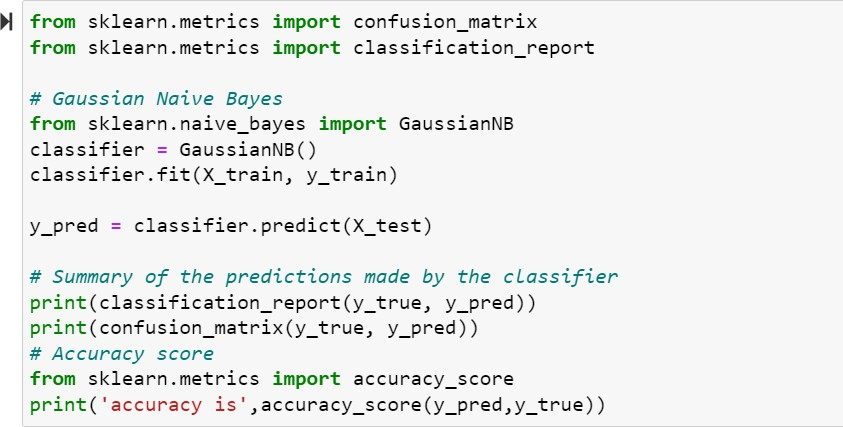 from sklearn.metrics import confusion_matrix
from sklearn.metrics import classification_report
# Gaussian Naive Bayes
from sklearn.naive_bayes import GaussianNB
classifier = GaussianNB()
classifier.fit(X_train, y_train)
y_pred = classifier.predict(X_test)
# Summary of the predictions made by the classifier
print(classification_report(y_true, y_pred))
print(confusion_matrix(y_true, y_pred))
# Accuracy score
from sklearn.metrics import accuracy_score
print('accuracy is',accuracy_score(y_pred,y_true))